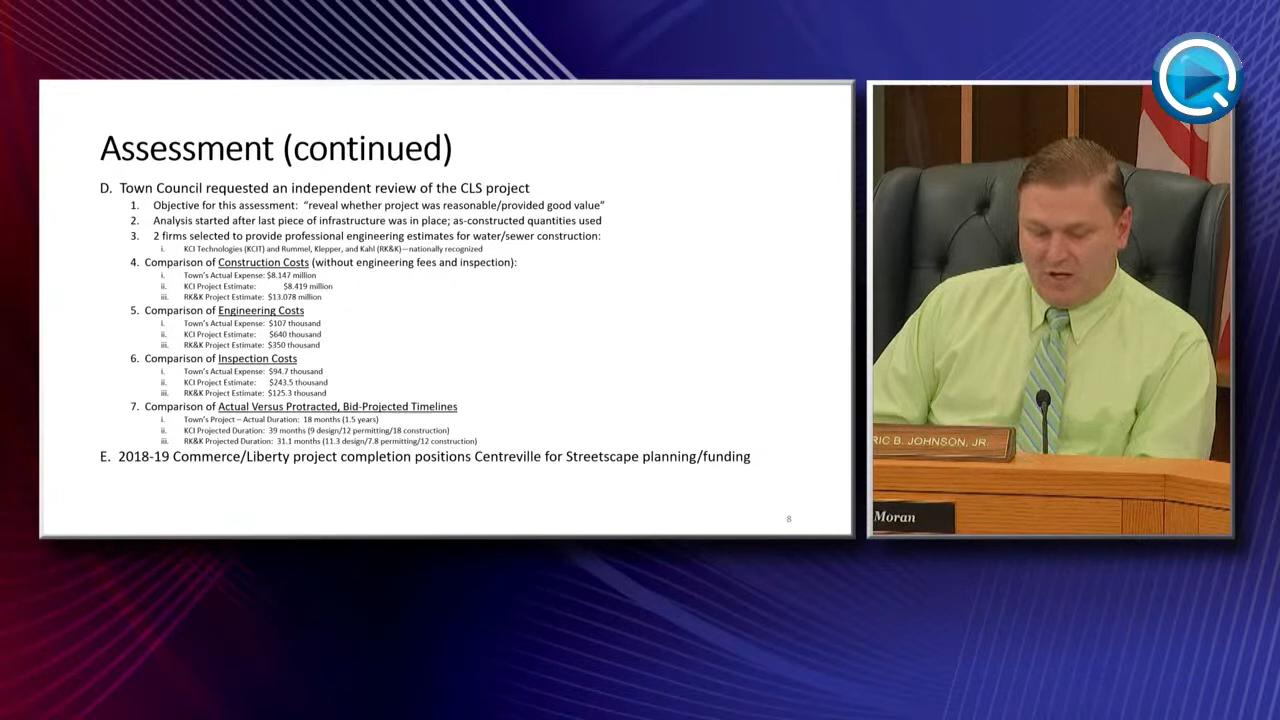 Assessment (continued)
D. Town Council requested an independent review of the CLS project
1. Objective for this assessment: “reveal whether project was reasonable/provided good value”
2. Analysis started after last piece of infrastructure was in place; as-constructed quantities used
3. 2 firms selected to provide professional engineering estimates for water/sewer construction:
i. KCI Technologies (KCIT) and Rummel, Klepper, and Kahl (RK&K)—nationally recognized
4. Comparison of Construction Costs (without engineering fees and inspection):
i. Town's Actual Expense: $8.147 million
ii. KCI Project Estimate: $8.419 million
iii. RK&K Project Estimate: $13.078 million
5. Comparison of Engineering Costs
i. Town's Actual Expense: $107 thousand
ii. KCI Project Estimate: $640 thousand
iii. RK&K Project Estimate: $350 thousand
6. Comparison of Inspection Costs
i. Town's Actual Expense: $94.7 thousand
ii. KCI Project Estimate: $243.5 thousand
iii. RK&K Project Estimate: $125.3 thousand
7. Comparison of Actual Versus Protracted, Bid-Projected Timelines
i. Town's Project – Actual Duration: 18 months (1.5 years)
ii. KCI Projected Duration: 39 months (9 design/12 permitting/18 construction)
iii. RK&K Projected Duration: 31.1 months (11.3 design/7.8 permitting/12 construction)
E. 2018-19 Commerce/Liberty project completion positions Centreville for Streetscape planning/funding
8
RIC B. JOHNSON, JR.
Moran